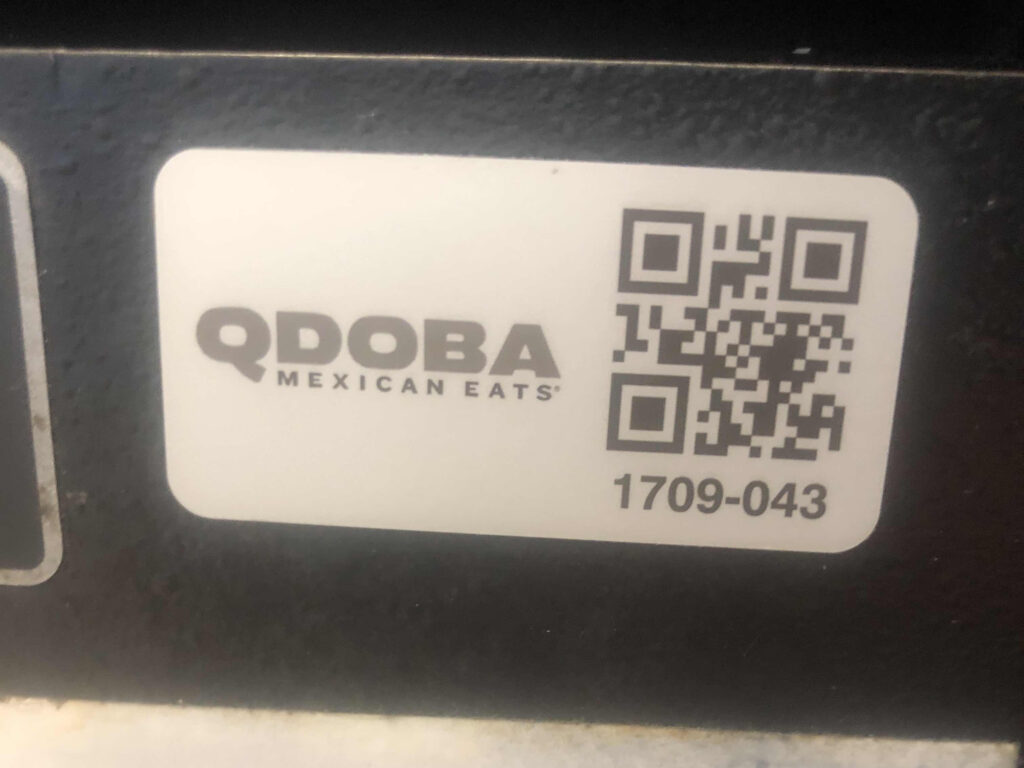 QDOBA
MEXICAN EATS®
1709-043